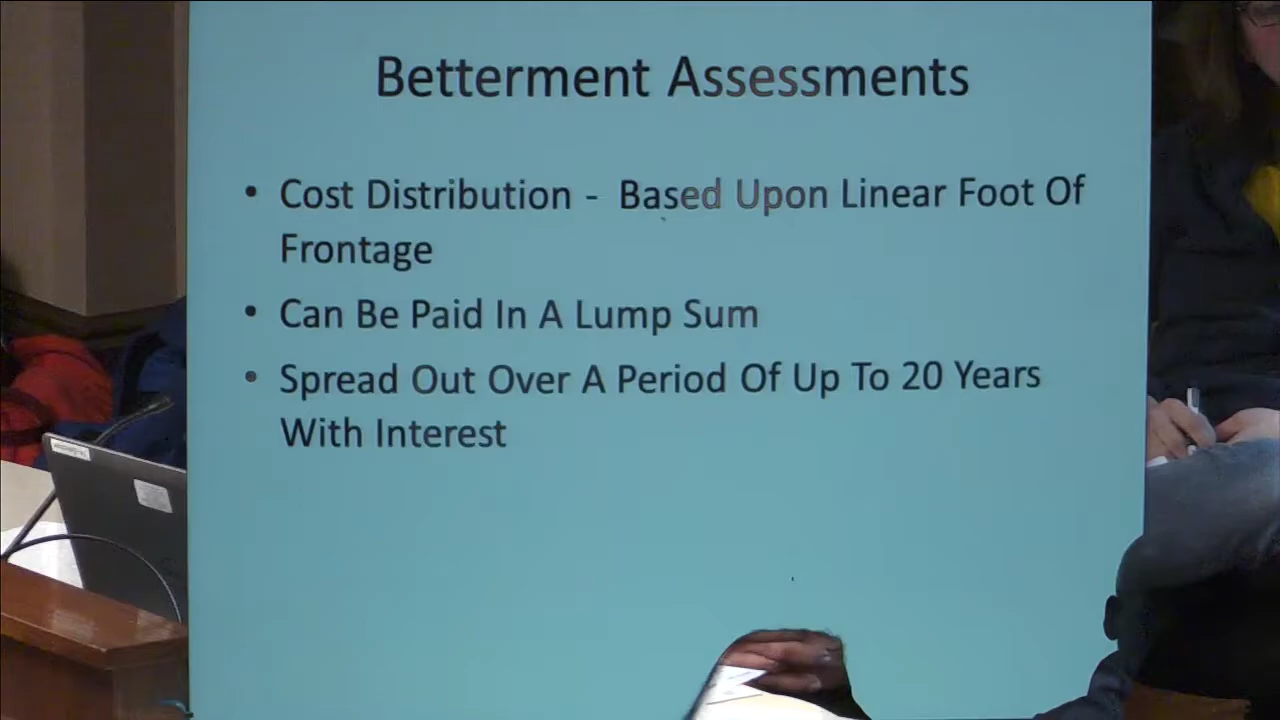 Betterment Assessments
• Cost Distribution - Based Upon Linear Foot Of
Frontage
• Can Be Paid In A Lump Sum
• Spread Out Over A Period Of Up To 20 Years
With Interest